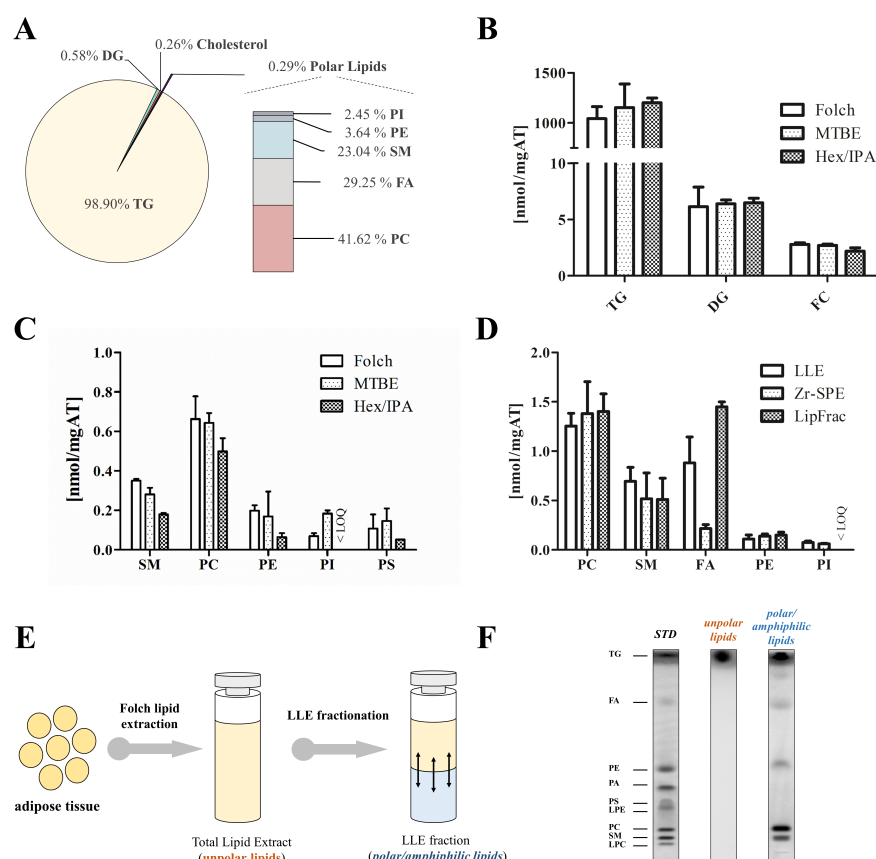 A
0.26% Cholesterol
0.58% DG
0.29% Polar Lipids
2.45 % PI
3.64 % PE
23.04 % SM
29.25 % FA
98.90% TG
41.62 % PC
B
1500
1000
10
5
0
[nmol/mgAT]
Folch
MTBE
Hex/IPA
TG
DG
FC
C
1.0
0.8
0.6
0.4
0.2
0.0
[nmol/mgAT]
Folch
MTBE
Hex/IPA
< LOQ
SM
PC
PE
PI
PS
D
2.0
1.5
1.0
0.5
0.0
[nmol/mgAT]
LLE
Zr-SPE
LipFrac
< LOQ
PC
SM
FA
PE
PI
E
Folch lipid
extraction
LLE fractionation
adipose tissue
Total Lipid Extract
(unpolar lipids)
LLE fraction
(polar/amphiphilic lipids)
F
STD
unpolar
lipids
polar/
amphiphilic
lipids
TG
FA
PE
PA
PS
LPE
PC
SM
LPC